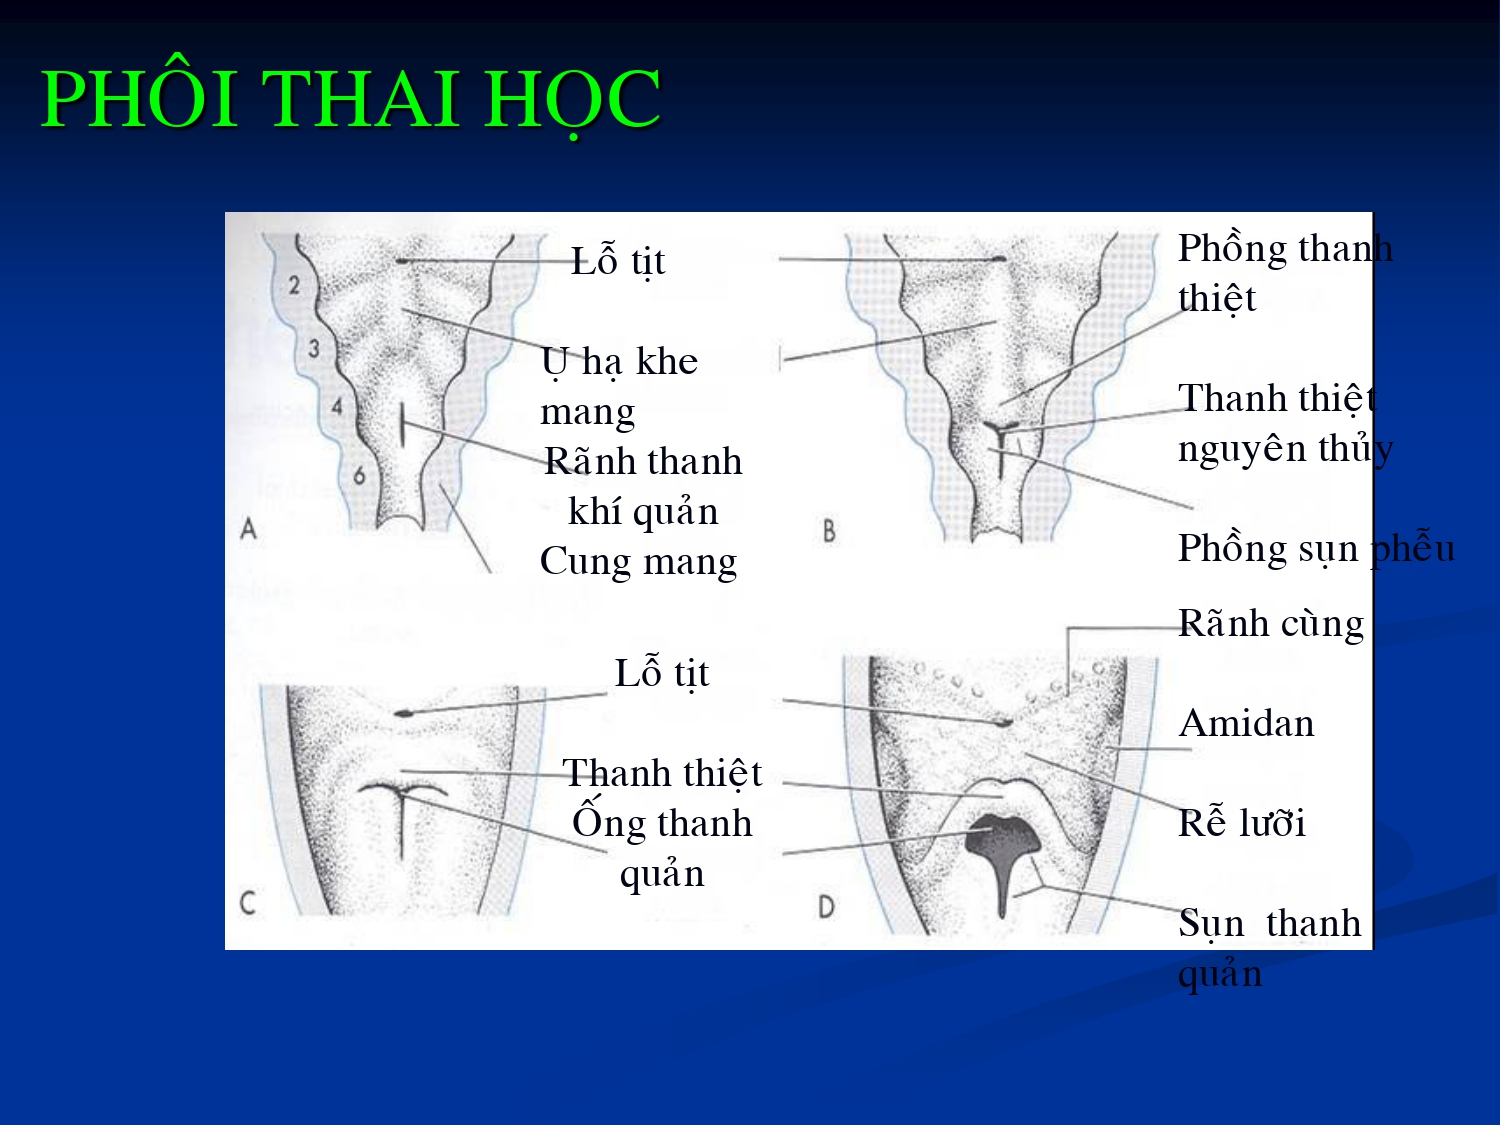 PHÔI THAI HỌC
Lỗ tịt
Phồng thanh
thiệt
2
3
4
6
Ụ hạ khe
mang
Rãnh thanh
khí quản
Cung mang
A
B
Thanh thiệt
nguyên thủy
Phồng sụn phễu
Lỗ tịt
Thanh thiệt
Ống thanh
quản
C
D
Rãnh cùng
Amidan
Rễ lưỡi
Sụn thanh
quản